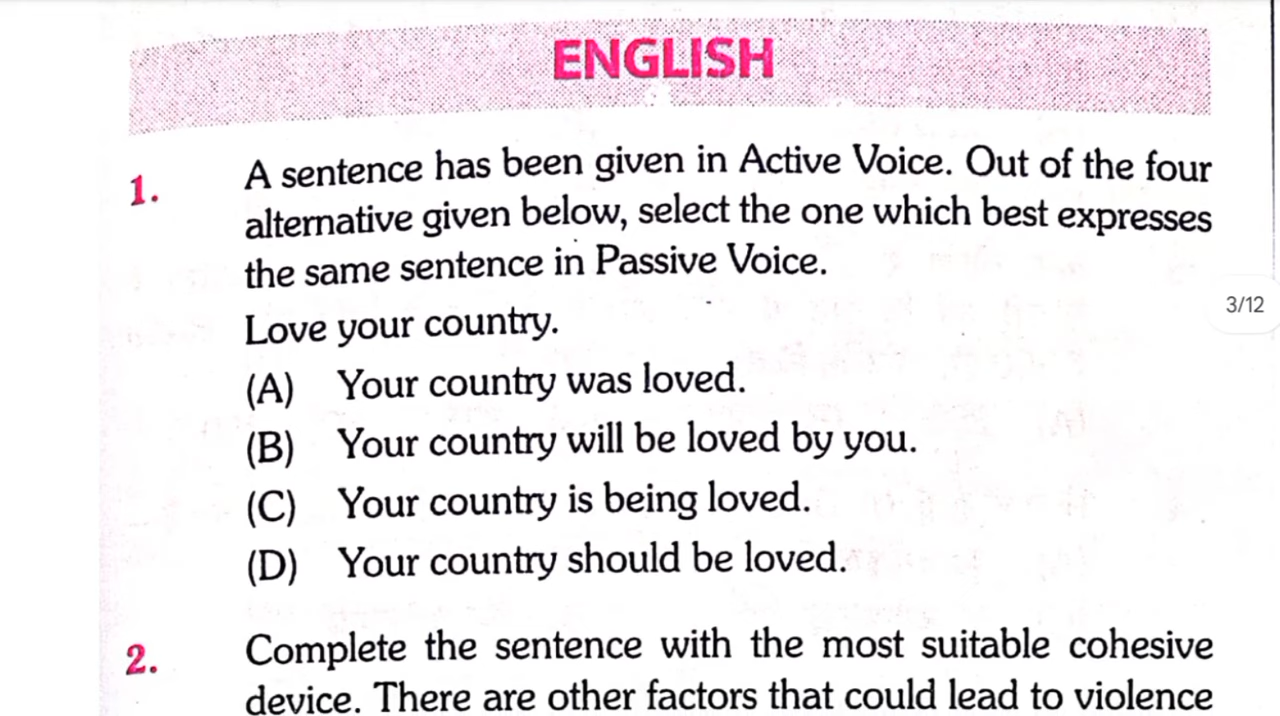 ENGLISH
1. A sentence has been given in Active Voice. Out of the four
alternative given below, select the one which best expresses
the same sentence in Passive Voice.
3/12
Love your country.
(A) Your country was loved.
(B) Your country will be loved by you.
(C) Your country is being loved.
(D) Your country should be loved.
2. Complete the sentence with the most suitable cohesive
device. There are other factors that could lead to violence